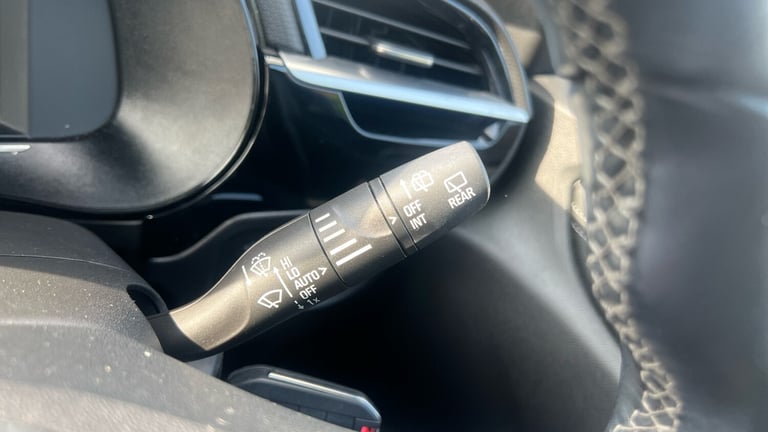 HI
LO
AUTO >
OFF
1x
> OFF
INT
REAR